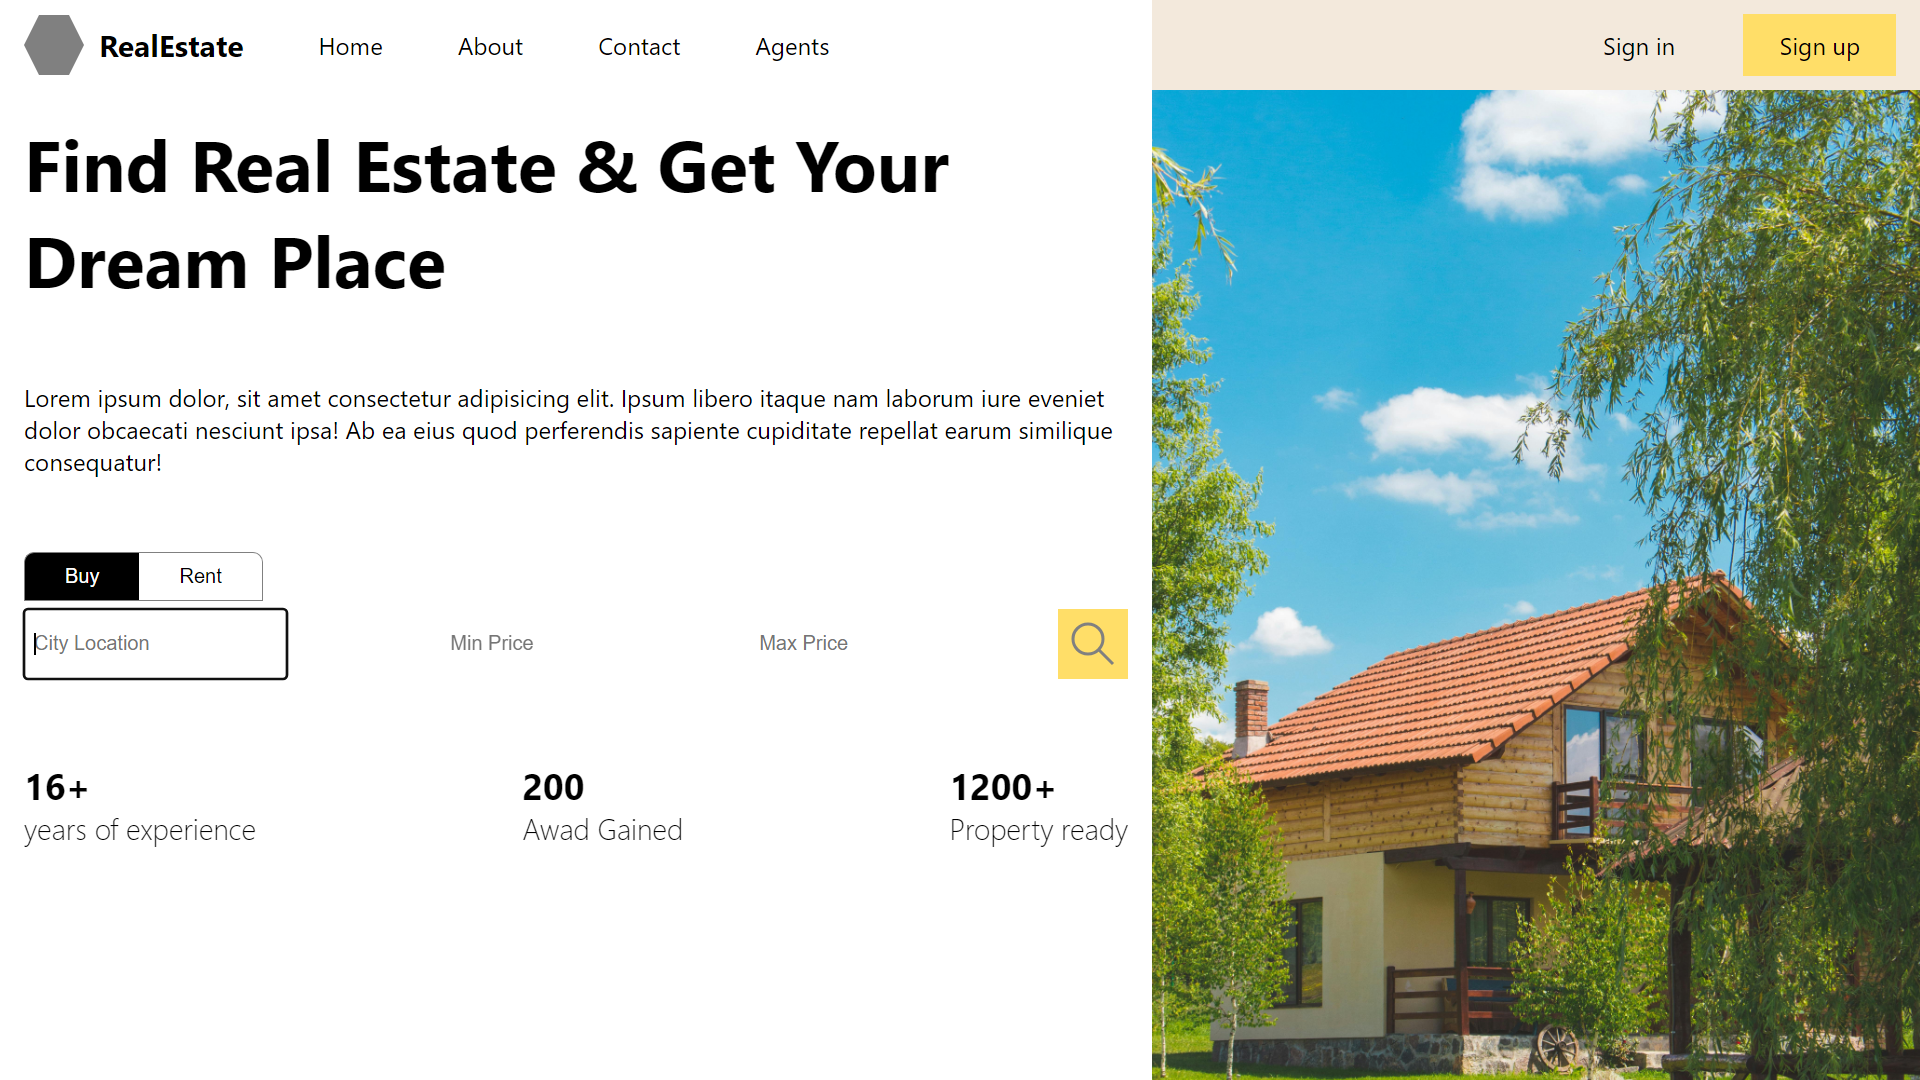 RealEstate Home About Contact Agents Sign in Sign up
Find Real Estate & Get Your
Dream Place
Lorem ipsum dolor, sit amet consectetur adipisicing elit. Ipsum libero itaque nam laborum iure eveniet
dolor obcaecati nesciunt ipsa! Ab ea eius quod perferendis sapiente cupiditate repellat earum similique
consequatur!
Buy Rent
City Location Min Price Max Price
16+ 200 1200+
years of experience Awad Gained Property ready